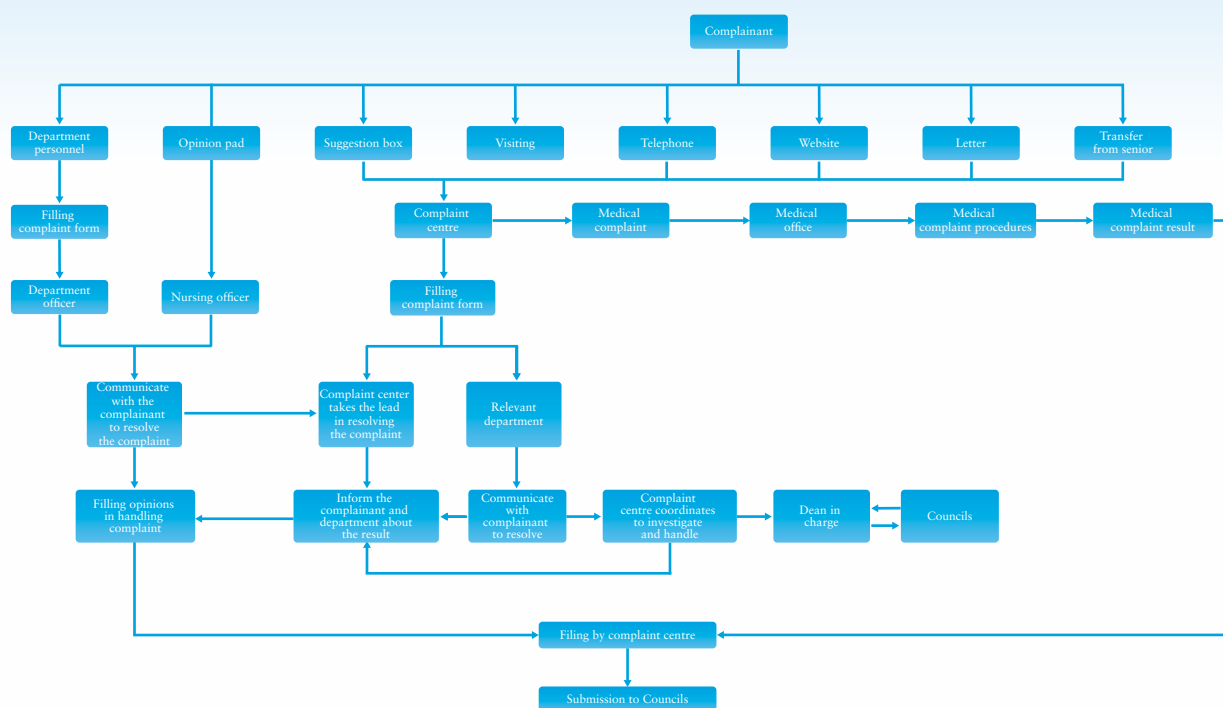 Complainant
Department
personnel
Opinion pad
Suggestion box
Visiting
Telephone
Website
Letter
Transfer
from senior
Filling
complaint form
Complaint
centre
Medical
complaint
Medical
office
Medical
complaint procedures
Medical
complaint result
Department
officer
Nursing officer
Filling
complaint form
Communicate
with the
complainant
to resolve
the complaint
Complaint center
takes the lead
in resolving
the complaint
Relevant
department
Filling opinions
in handling
complaint
Inform the
complainant and
department about
the result
Communicate
with
complainant
to resolve
Complaint
centre coordinates
to investigate
and handle
Dean in
charge
Councils
Filing by complaint centre
Submission to Councils